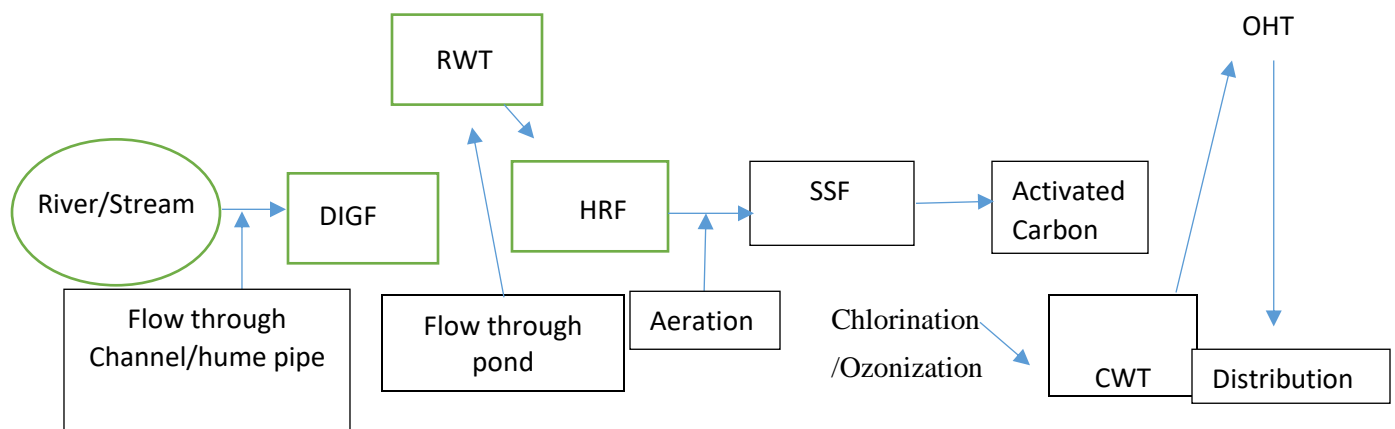 OHT
RWT
River/Stream
DIGF
HRF
SSF
Activated
Carbon
Flow through
Channel/hume pipe
Flow through
pond
Aeration
Chlorination
/Ozonization
CWT
Distribution